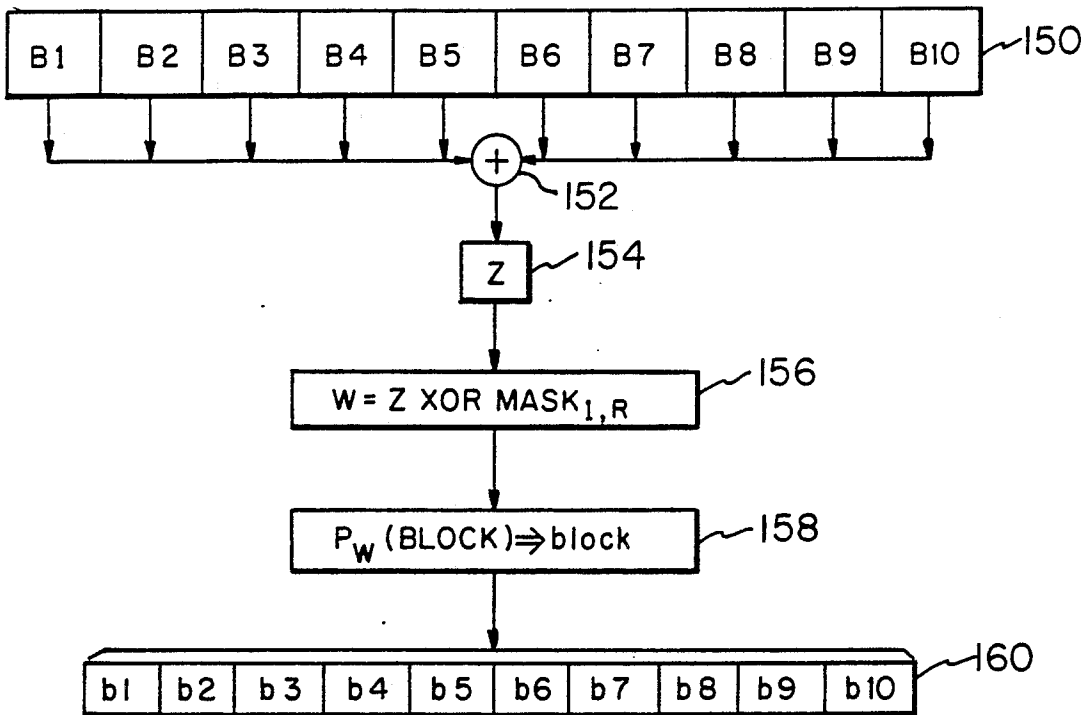 B1 B2 B3 B4 B5 B6 B7 B8 B9 B10 150
+
152
Z 154
W = Z XOR MASK1,R 156
PW (BLOCK)⇒block 158
b1 b2 b3 b4 b5 b6 b7 b8 b9 b10 160